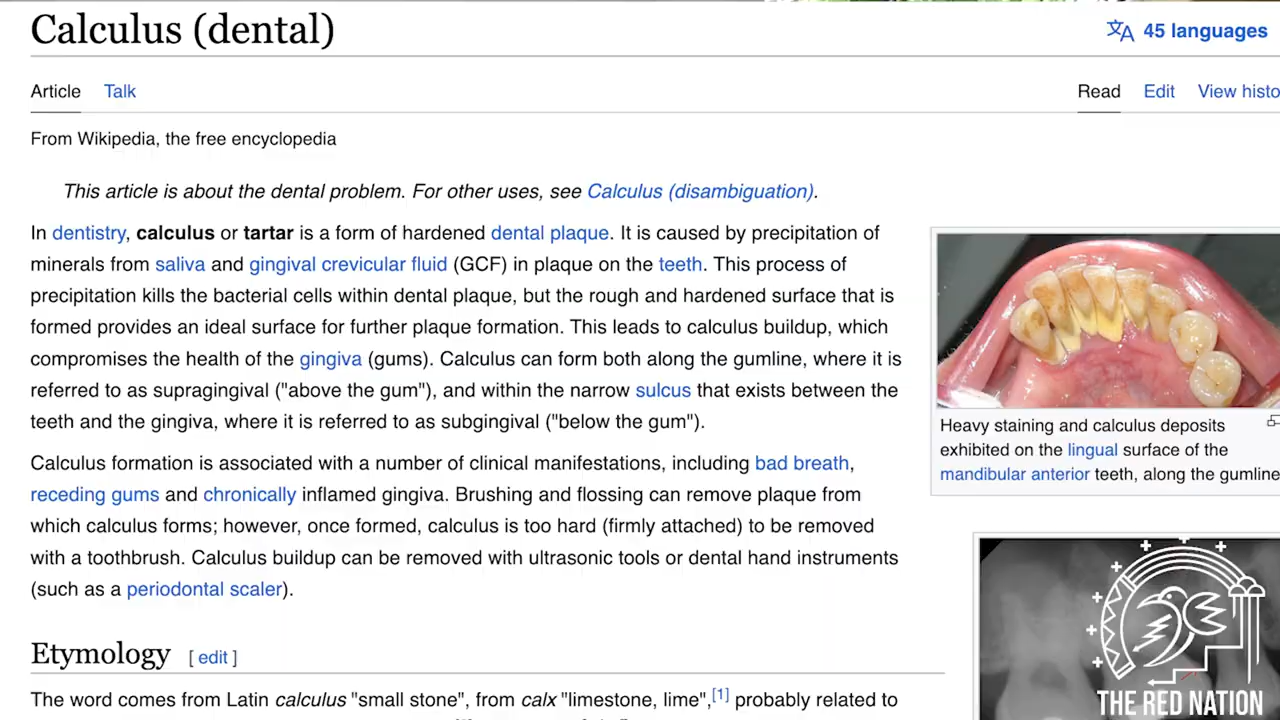 Calculus (dental)
45 languages
Article Talk
Read Edit View histo
From Wikipedia, the free encyclopedia
This article is about the dental problem. For other uses, see Calculus (disambiguation).
In dentistry, calculus or tartar is a form of hardened dental plaque. It is caused by precipitation of
minerals from saliva and gingival crevicular fluid (GCF) in plaque on the teeth. This process of
precipitation kills the bacterial cells within dental plaque, but the rough and hardened surface that is
formed provides an ideal surface for further plaque formation. This leads to calculus buildup, which
compromises the health of the gingiva (gums). Calculus can form both along the gumline, where it is
referred to as supragingival ("above the gum"), and within the narrow sulcus that exists between the
teeth and the gingiva, where it is referred to as subgingival ("below the gum").
Calculus formation is associated with a number of clinical manifestations, including bad breath,
receding gums and chronically inflamed gingiva. Brushing and flossing can remove plaque from
which calculus forms; however, once formed, calculus is too hard (firmly attached) to be removed
with a toothbrush. Calculus buildup can be removed with ultrasonic tools or dental hand instruments
(such as a periodontal scaler).
Heavy staining and calculus deposits
exhibited on the lingual surface of the
mandibular anterior teeth, along the gumline
Etymology [ edit ]
The word comes from Latin calculus "small stone", from calx "limestone, lime",[1] probably related to
THE RED NATION